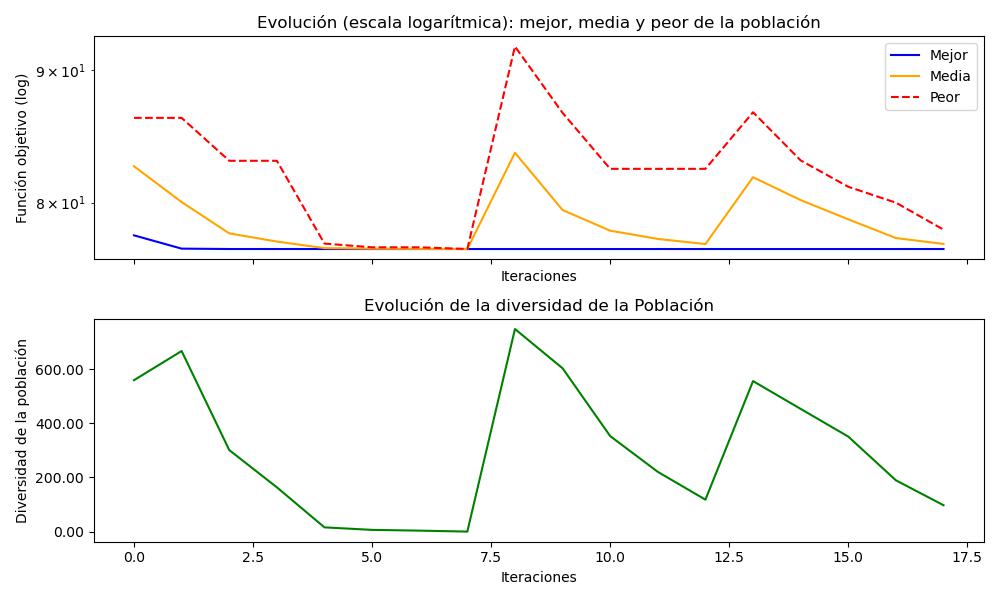 Evolución (escala logarítmica): mejor, media y peor de la población
Función objetivo (log)
9 × 10¹
8 × 10¹
Mejor
Media
Peor
Iteraciones
Evolución de la diversidad de la Población
Diversidad de la población
600.00
400.00
200.00
0.00
0.0 2.5 5.0 7.5 10.0 12.5 15.0 17.5
Iteraciones